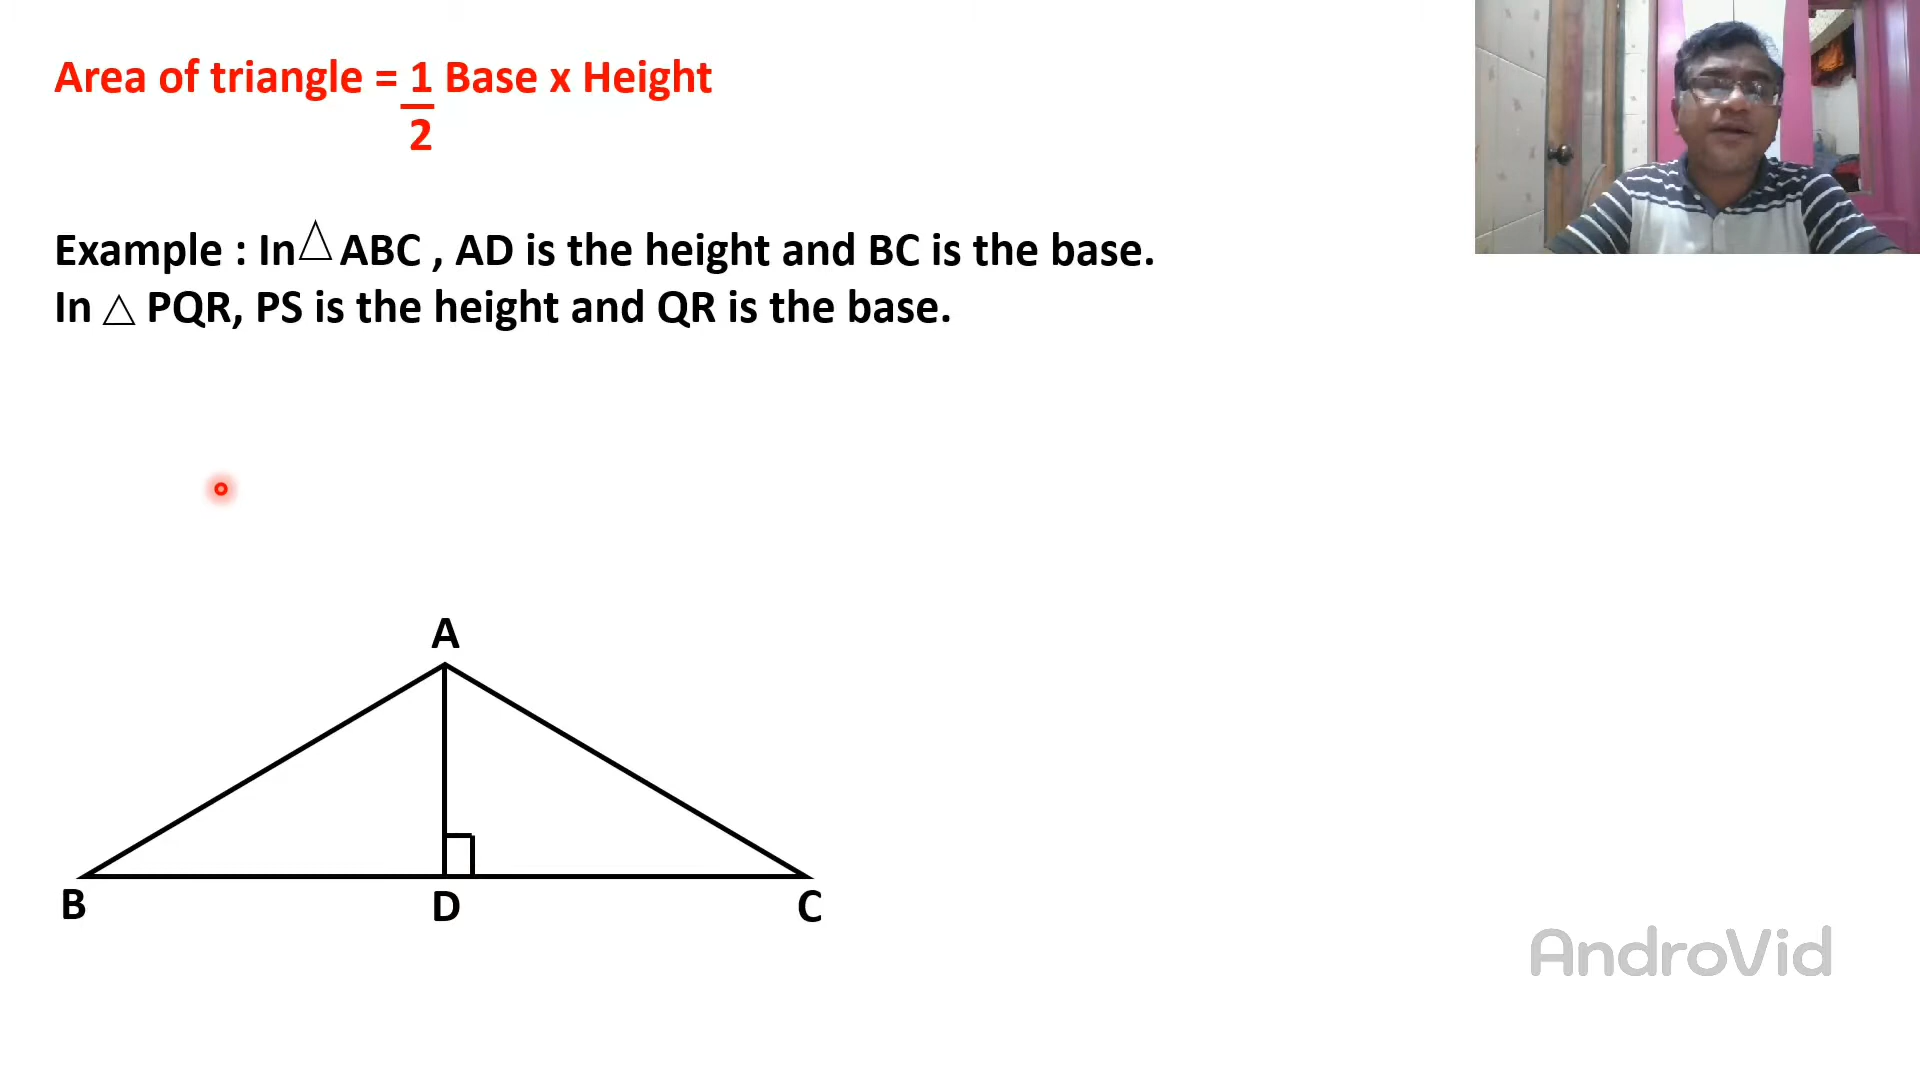 Area of triangle = 1 Base x Height
2
Example : In △ ABC , AD is the height and BC is the base.
In △ PQR, PS is the height and QR is the base.
A
B D C
AndroVid